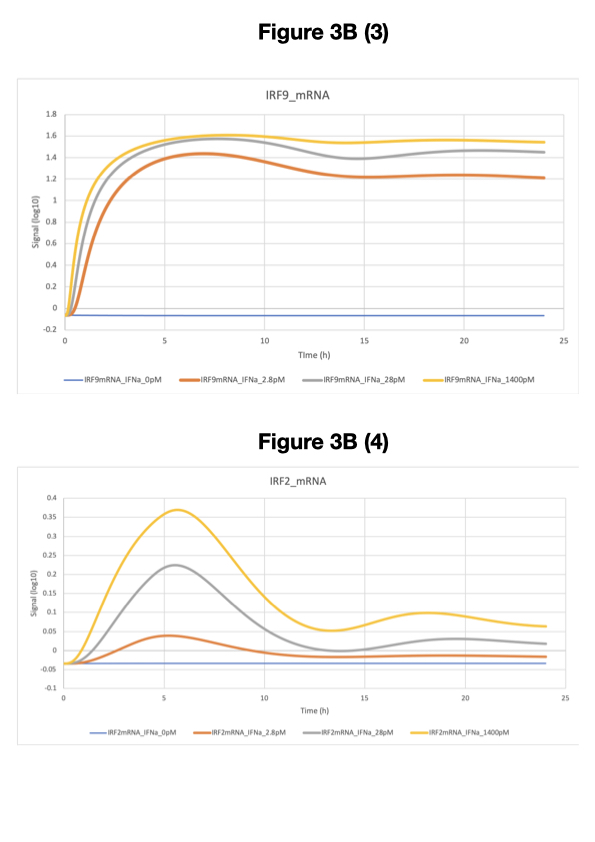 Figure 3B (3)
IRF9_mRNA
1.8
1.6
1.4
1.2
1
0.8
0.6
0.4
0.2
0
-0.2
Signal (log10)
0 5 10 15 20 25
TIme (h)
IRF9mRNA_IFNa_0pM IRF9mRNA_IFNa_2.8pM IRF9mRNA_IFNa_28pM IRF9mRNA_IFNa_1400pM
Figure 3B (4)
IRF2_mRNA
0.4
0.35
0.3
0.25
0.2
0.15
0.1
0.05
0
-0.05
-0.1
Signal (log10)
0 5 10 15 20 25
Time (h)
IRF2mRNA_IFNa_0pM IRF2mRNA_IFNa_2.8pM IRF2mRNA_IFNa_28pM IRF2mRNA_IFNa_1400pM